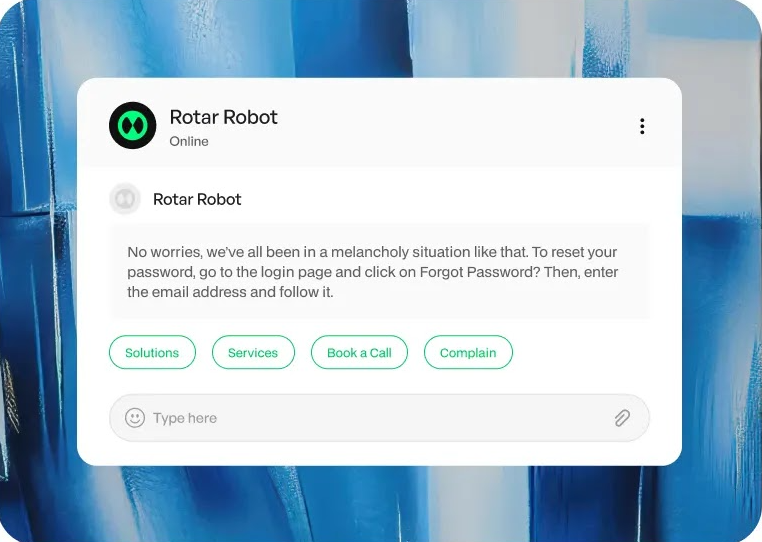 Rotar Robot
Online
Rotar Robot
No worries, we've all been in a melancholy situation like that. To reset your
password, go to the login page and click on Forgot Password? Then, enter
the email address and follow it.
Solutions
Services
Book a Call
Complain
Type here